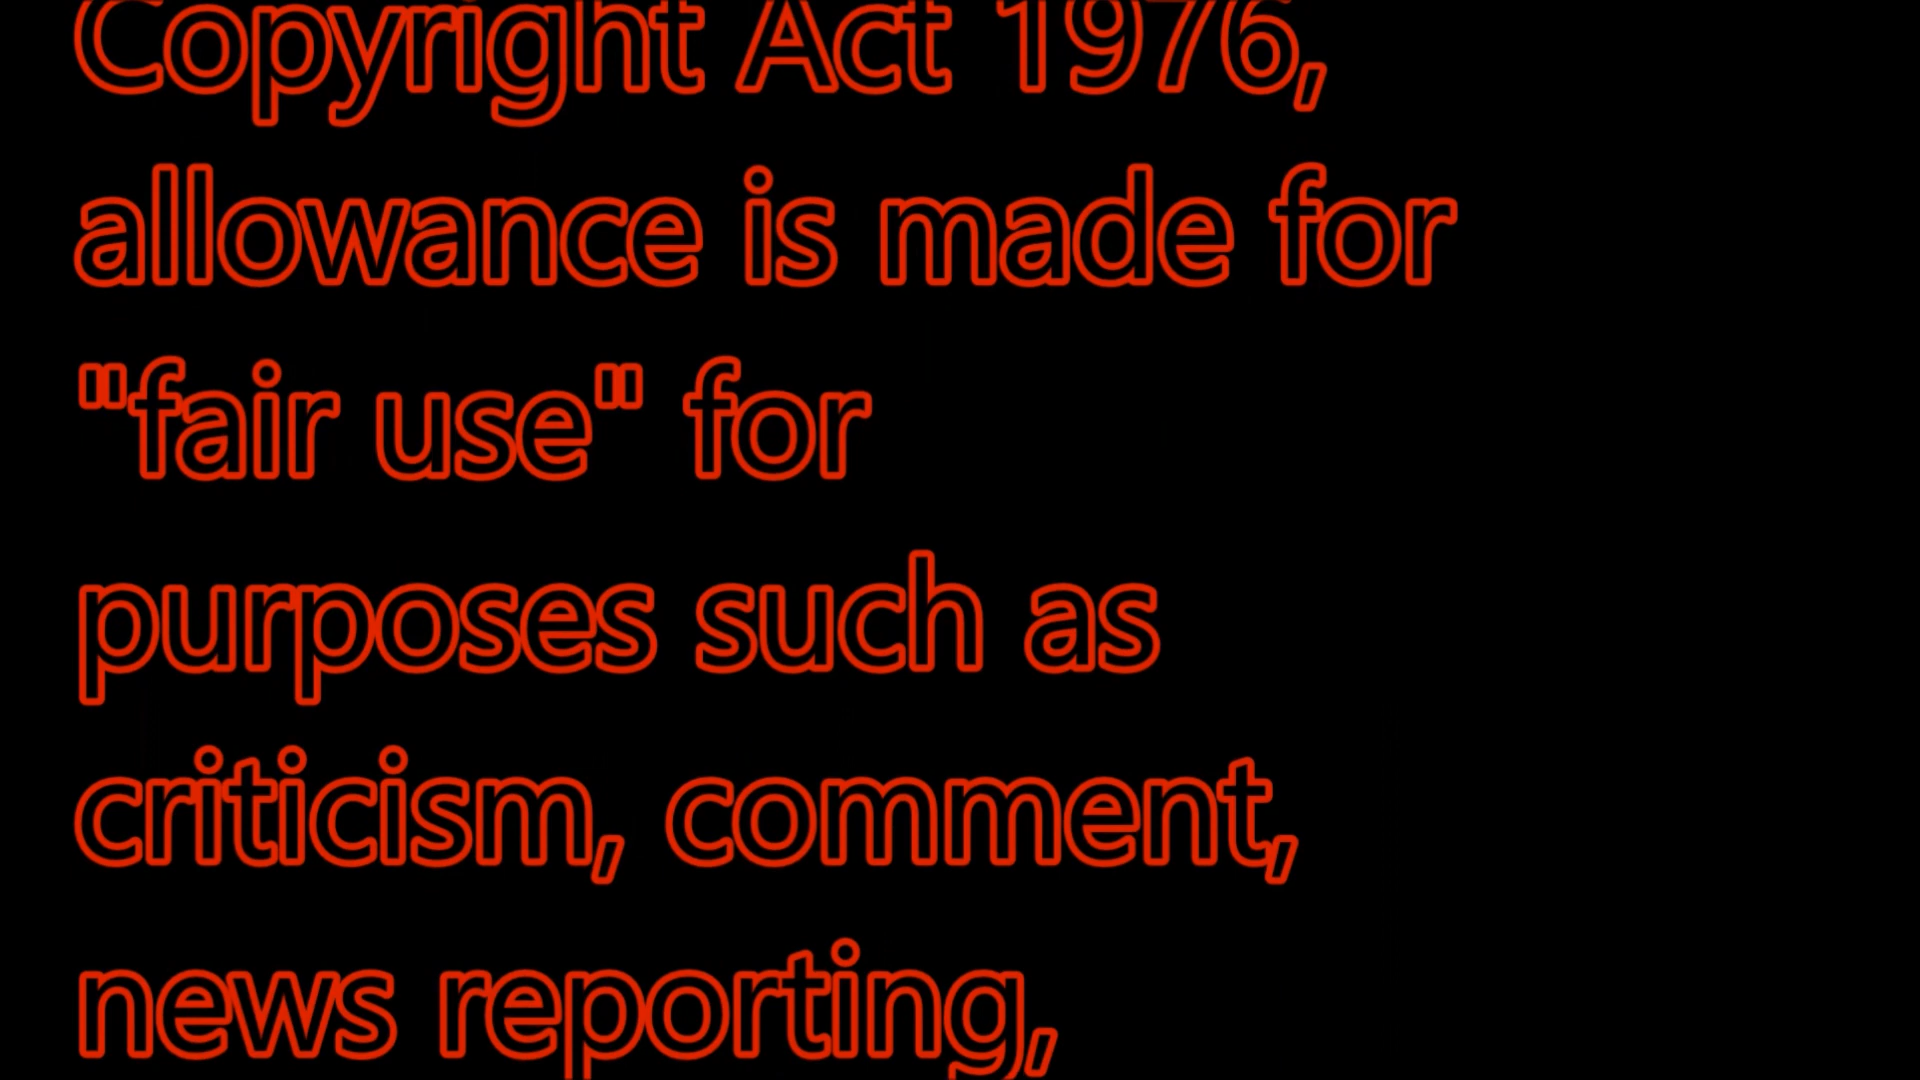 Copyright Act 1976,
allowance is made for
"fair use" for
purposes such as
criticism, comment,
news reporting,